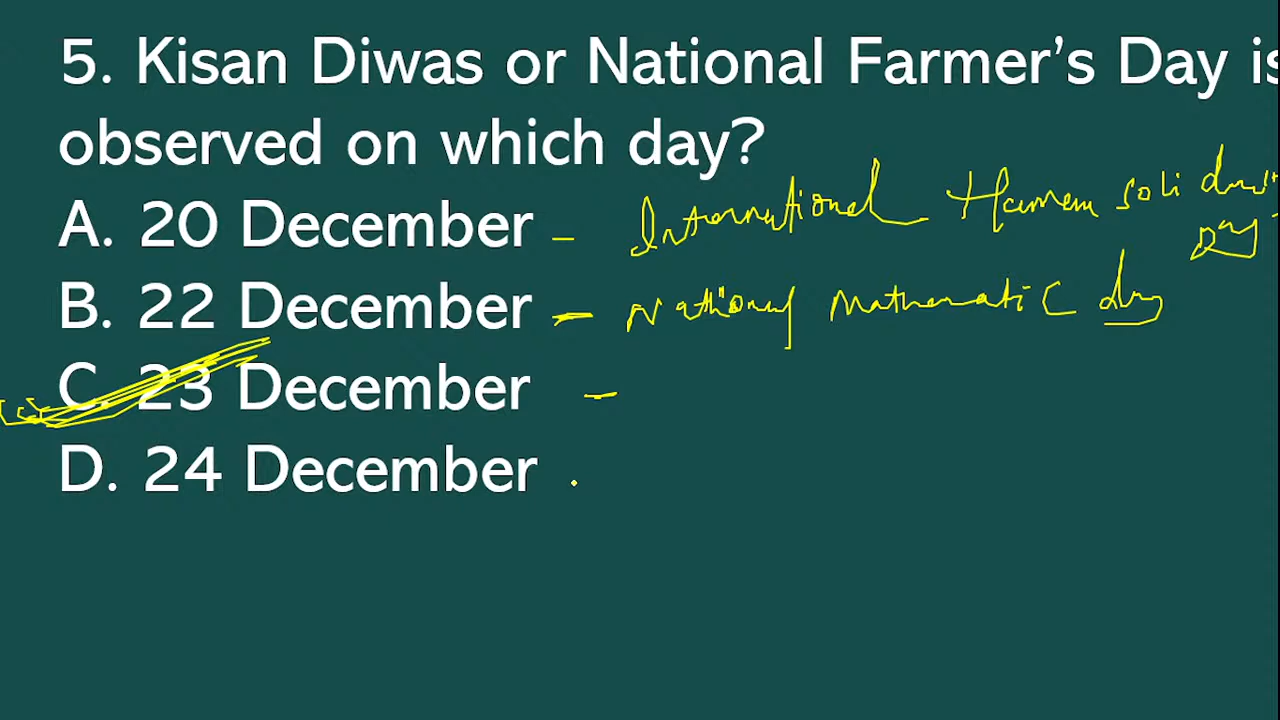 5. Kisan Diwas or National Farmer's Day is
observed on which day?
A. 20 December - International Human solidarity Day
B. 22 December - National Mathematic day
C. 23 December -
D. 24 December